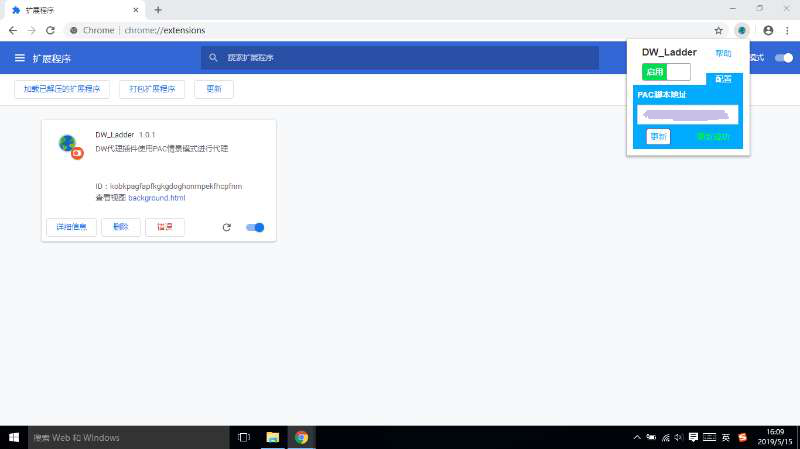 扩展程序
Chrome | chrome://extensions
扩展程序
搜索扩展程序
模式
加载已解压的扩展程序
打包扩展程序
更新
DW_Ladder
帮助
启用
配置
PAC脚本地址
更新
更新成功
DW_Ladder 1.0.1
DW代理插件使用PAC情景模式进行代理
ID：kobkpagfapfkgkgdoghonmpekfhcpfnm
查看视图 background.html
详细信息
删除
错误
搜索 Web 和 Windows
英
16:09
2019/5/15